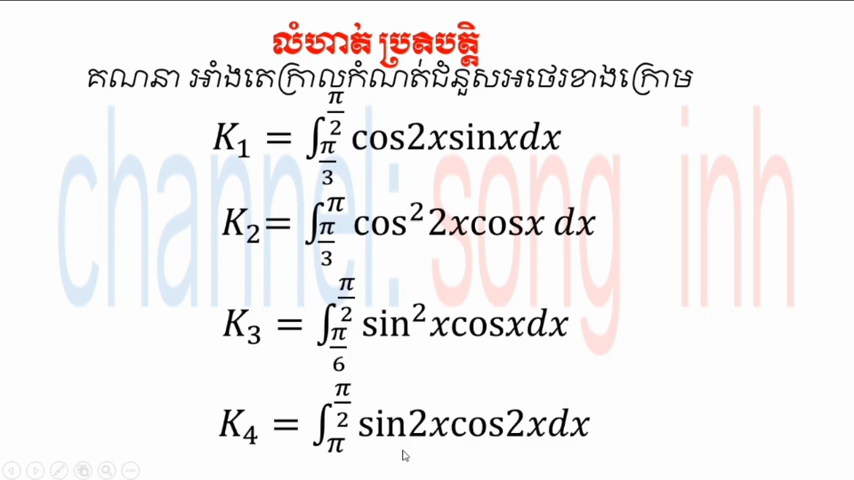 លំហាត់ ប្រតិបត្តិ
គណនា អាំងតេក្រាលកំណត់ជំនួសអថេរខាងក្រោម
K₁ = ∫_{π/3}^{π/2} cos2xsinxdx
K₂= ∫_{π/3}^{π} cos²2xcosx dx
K₃ = ∫_{π/6}^{π/2} sin²xcosxdx
K₄ = ∫_{π}^{π/2} sin2xcos2xdx
channel: song inh